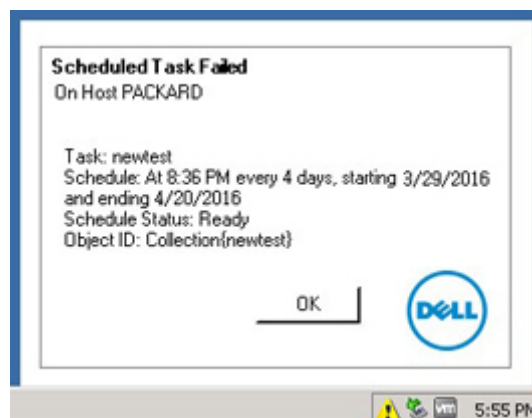 Scheduled Task Failed
On Host PACKARD
Task: newtest
Schedule: At 8:36 PM every 4 days, starting 3/29/2016
and ending 4/20/2016
Schedule Status: Ready
Object ID: Collection{newtest}
OK
DELL
vm 5:55 PM